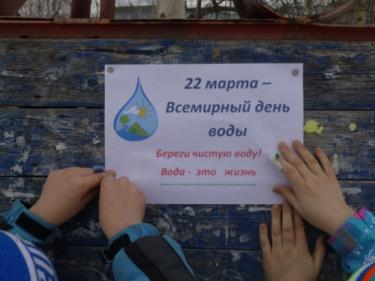 22 марта –
Всемирный день
воды
Береги чистую воду!
Вода - это жизнь